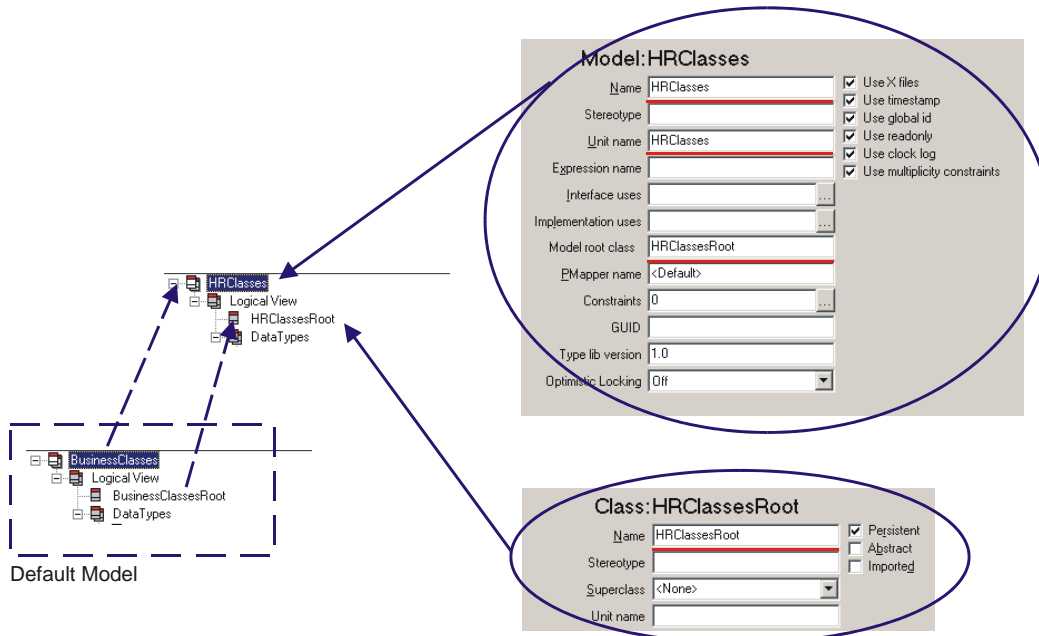 Model:HRClasses
Name HRClasses
Stereotype
Unit name HRClasses
Expression name
Interface uses ...
Implementation uses ...
Model root class HRClassesRoot
PMapper name <Default>
Constraints 0 ...
GUID
Type lib version 1.0
Optimistic Locking Off
Use X files
Use timestamp
Use global id
Use readonly
Use clock log
Use multiplicity constraints
HRClasses
Logical View
HRClassesRoot
DataTypes
BusinessClasses
Logical View
BusinessClassesRoot
DataTypes
Default Model
Class:HRClassesRoot
Name HRClassesRoot
Stereotype
Superclass <None>
Unit name
Persistent
Abstract
Imported